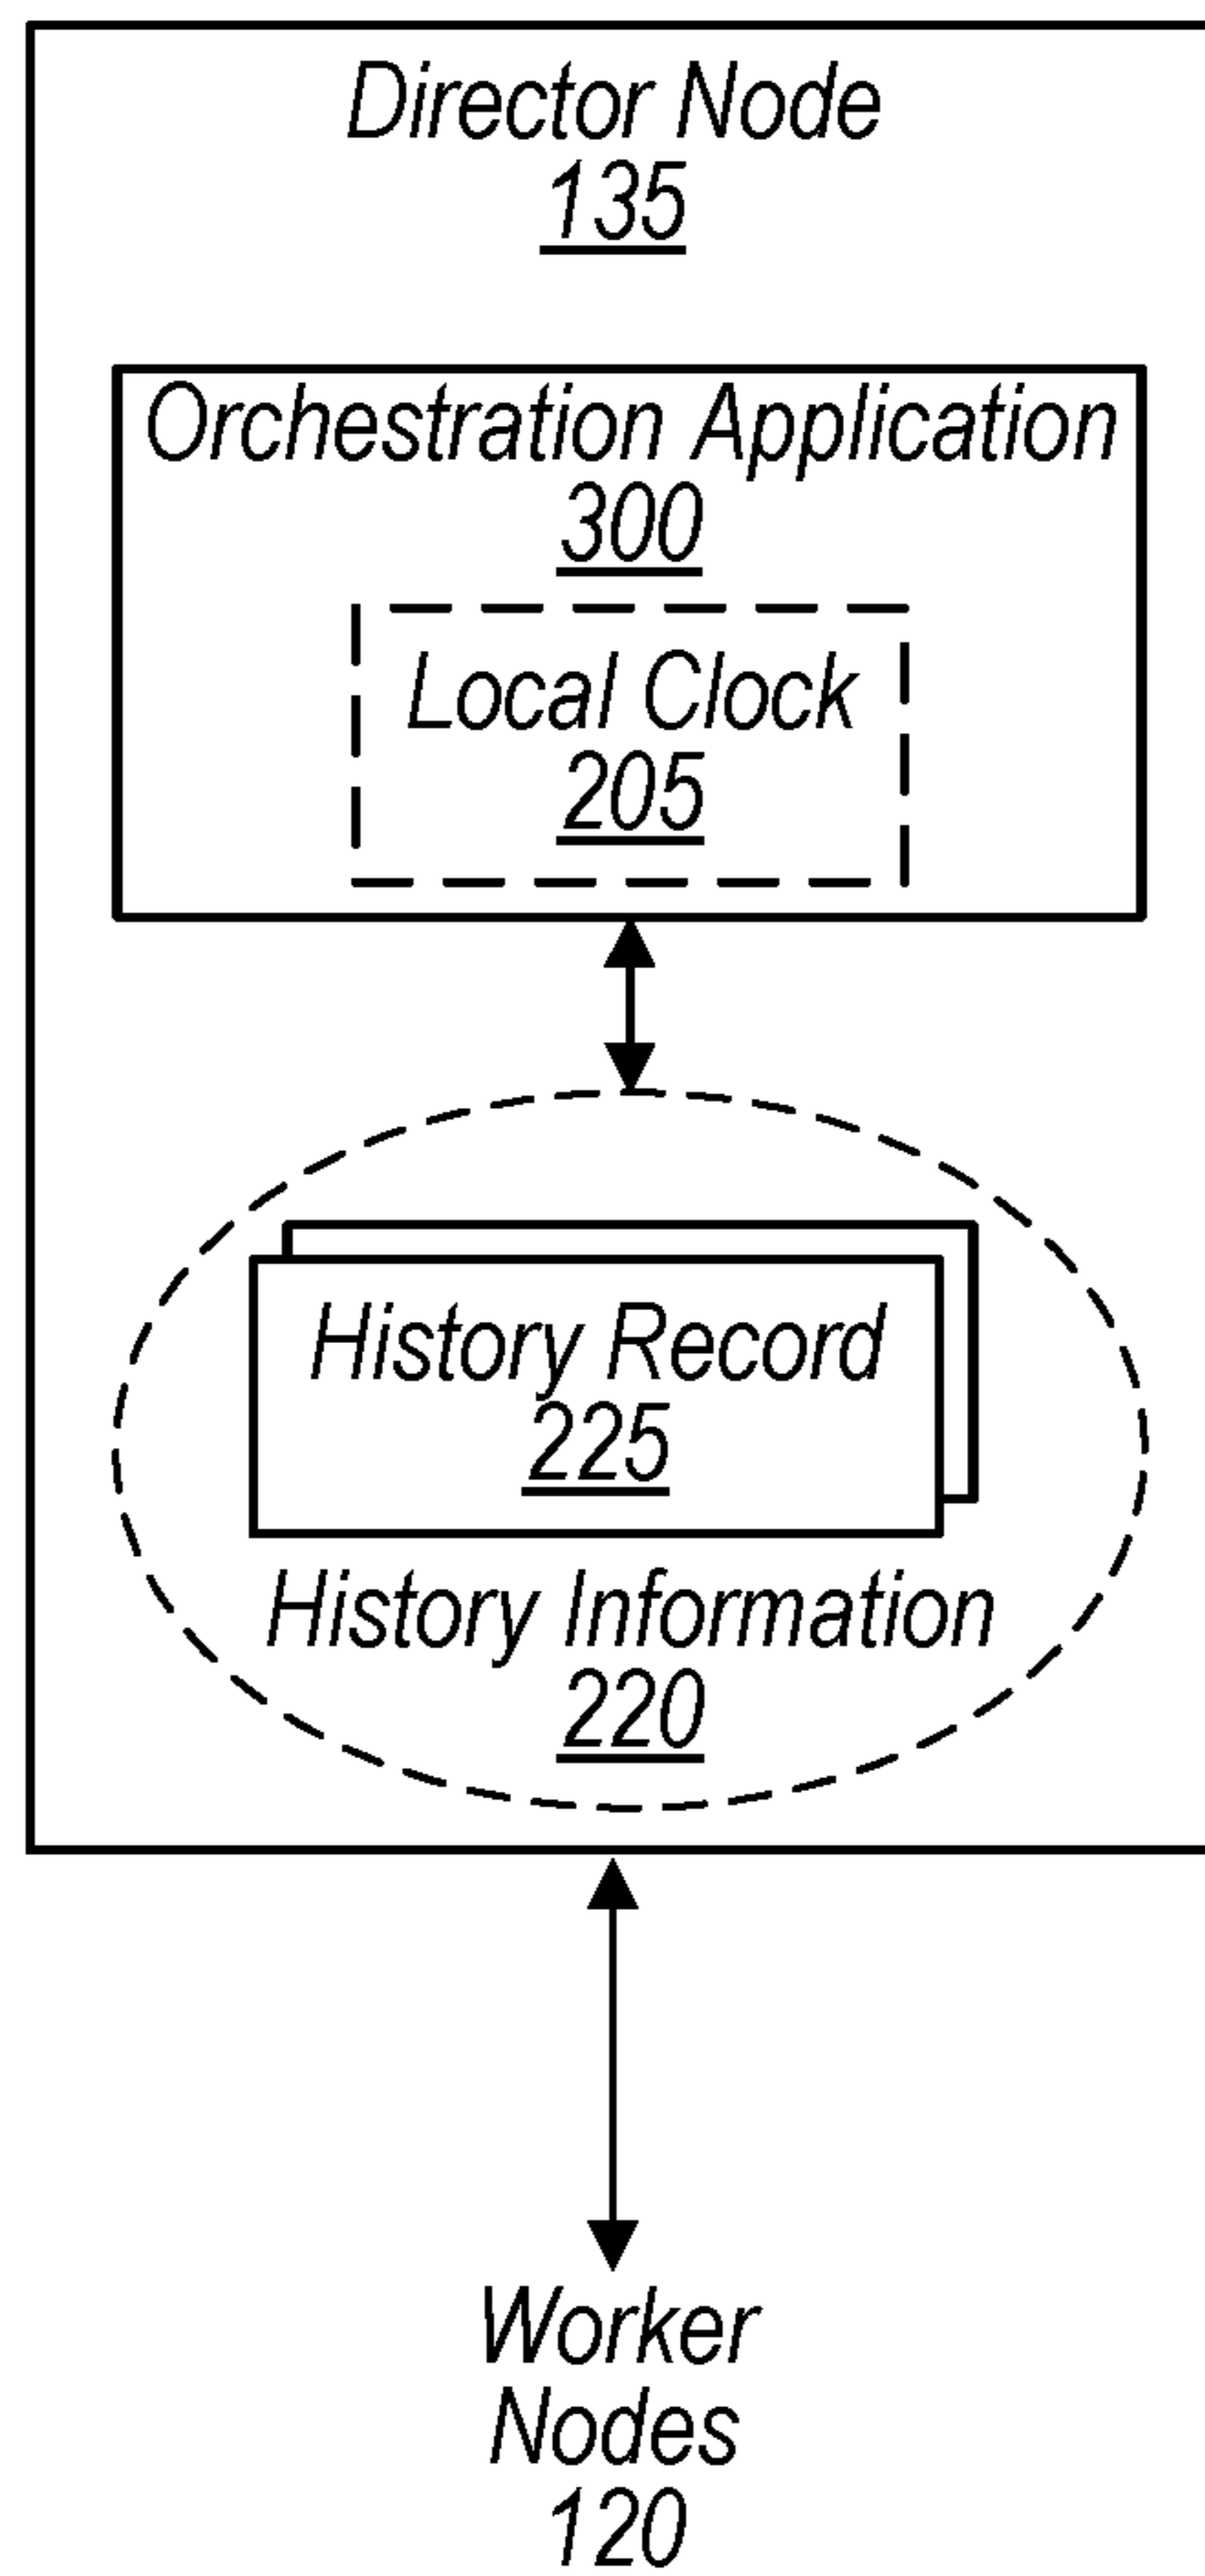 Director Node
135
Orchestration Application
300
Local Clock
205
History Record
225
History Information
220
Worker
Nodes
120